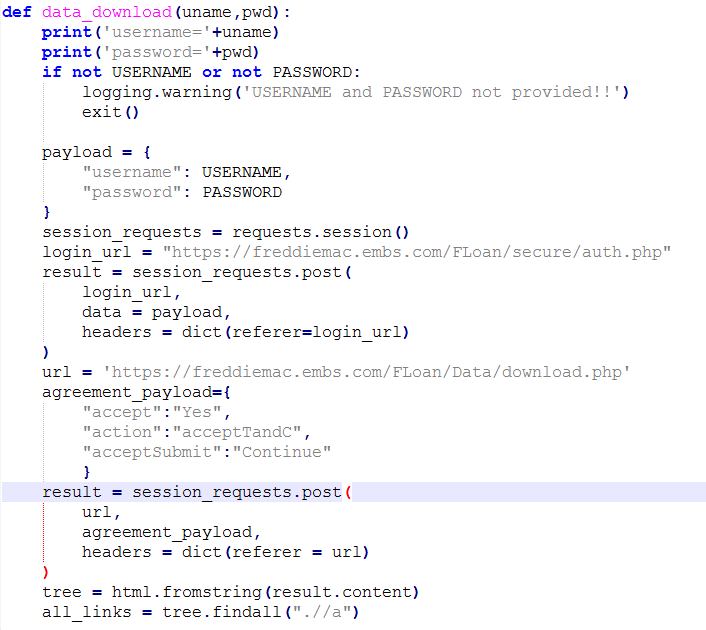 def data_download(uname,pwd):
    print('username='+uname)
    print('password='+pwd)
    if not USERNAME or not PASSWORD:
        logging.warning('USERNAME and PASSWORD not provided!!')
        exit()

    payload = {
        "username": USERNAME,
        "password": PASSWORD
    }
    session_requests = requests.session()
    login_url = "https://freddiemac.embs.com/FLoan/secure/auth.php"
    result = session_requests.post(
        login_url,
        data = payload,
        headers = dict(referer=login_url)
    )
    url = 'https://freddiemac.embs.com/FLoan/Data/download.php'
    agreement_payload={
        "accept":"Yes",
        "action":"acceptTandC",
        "acceptSubmit":"Continue"
        }
    result = session_requests.post(
        url,
        agreement_payload,
        headers = dict(referer = url)
    )
    tree = html.fromstring(result.content)
    all_links = tree.findall(".//a")